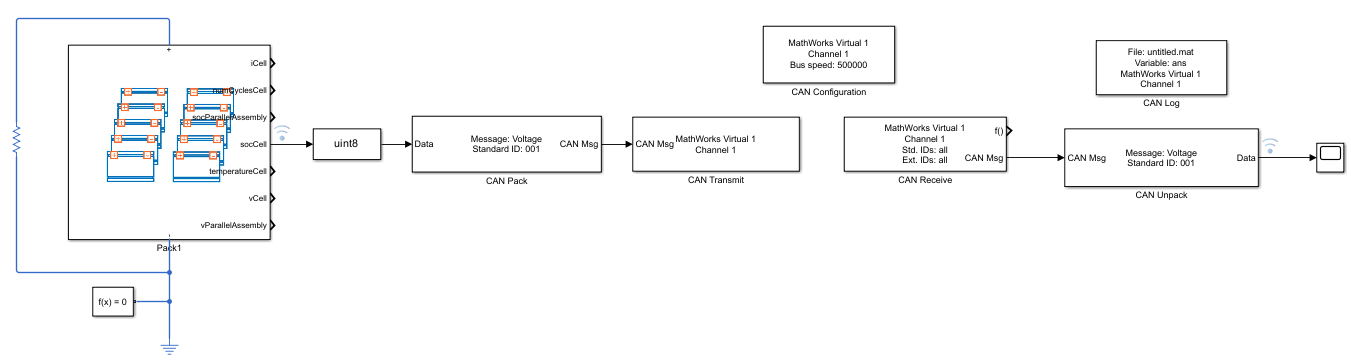 +
iCell
numCyclesCell
socParallelAssembly
socCell
temperatureCell
vCell
vParallelAssembly
-
Pack1
f(x) = 0
uint8
Data
Message: Voltage
Standard ID: 001
CAN Msg
CAN Pack
CAN Msg
MathWorks Virtual 1
Channel 1
CAN Transmit
MathWorks Virtual 1
Channel 1
Bus speed: 500000
CAN Configuration
MathWorks Virtual 1
Channel 1
Std. IDs: all
Ext. IDs: all
f()
CAN Msg
CAN Receive
File: untitled.mat
Variable: ans
MathWorks Virtual 1
Channel 1
CAN Log
CAN Msg
Message: Voltage
Standard ID: 001
Data
CAN Unpack